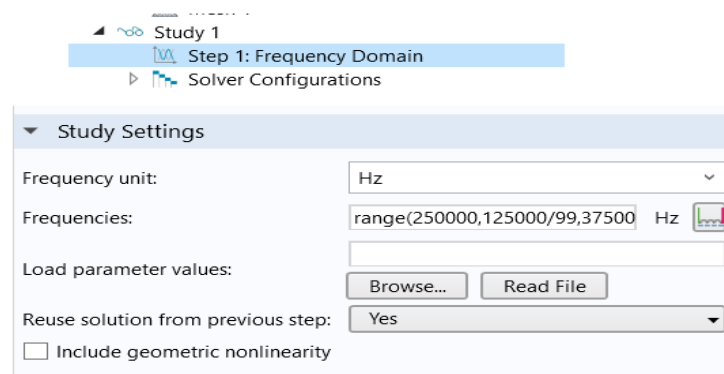 Study 1
Step 1: Frequency Domain
Solver Configurations
Study Settings
Frequency unit: Hz
Frequencies: range(250000,125000/99,37500 Hz
Load parameter values:
Browse... Read File
Reuse solution from previous step: Yes
Include geometric nonlinearity